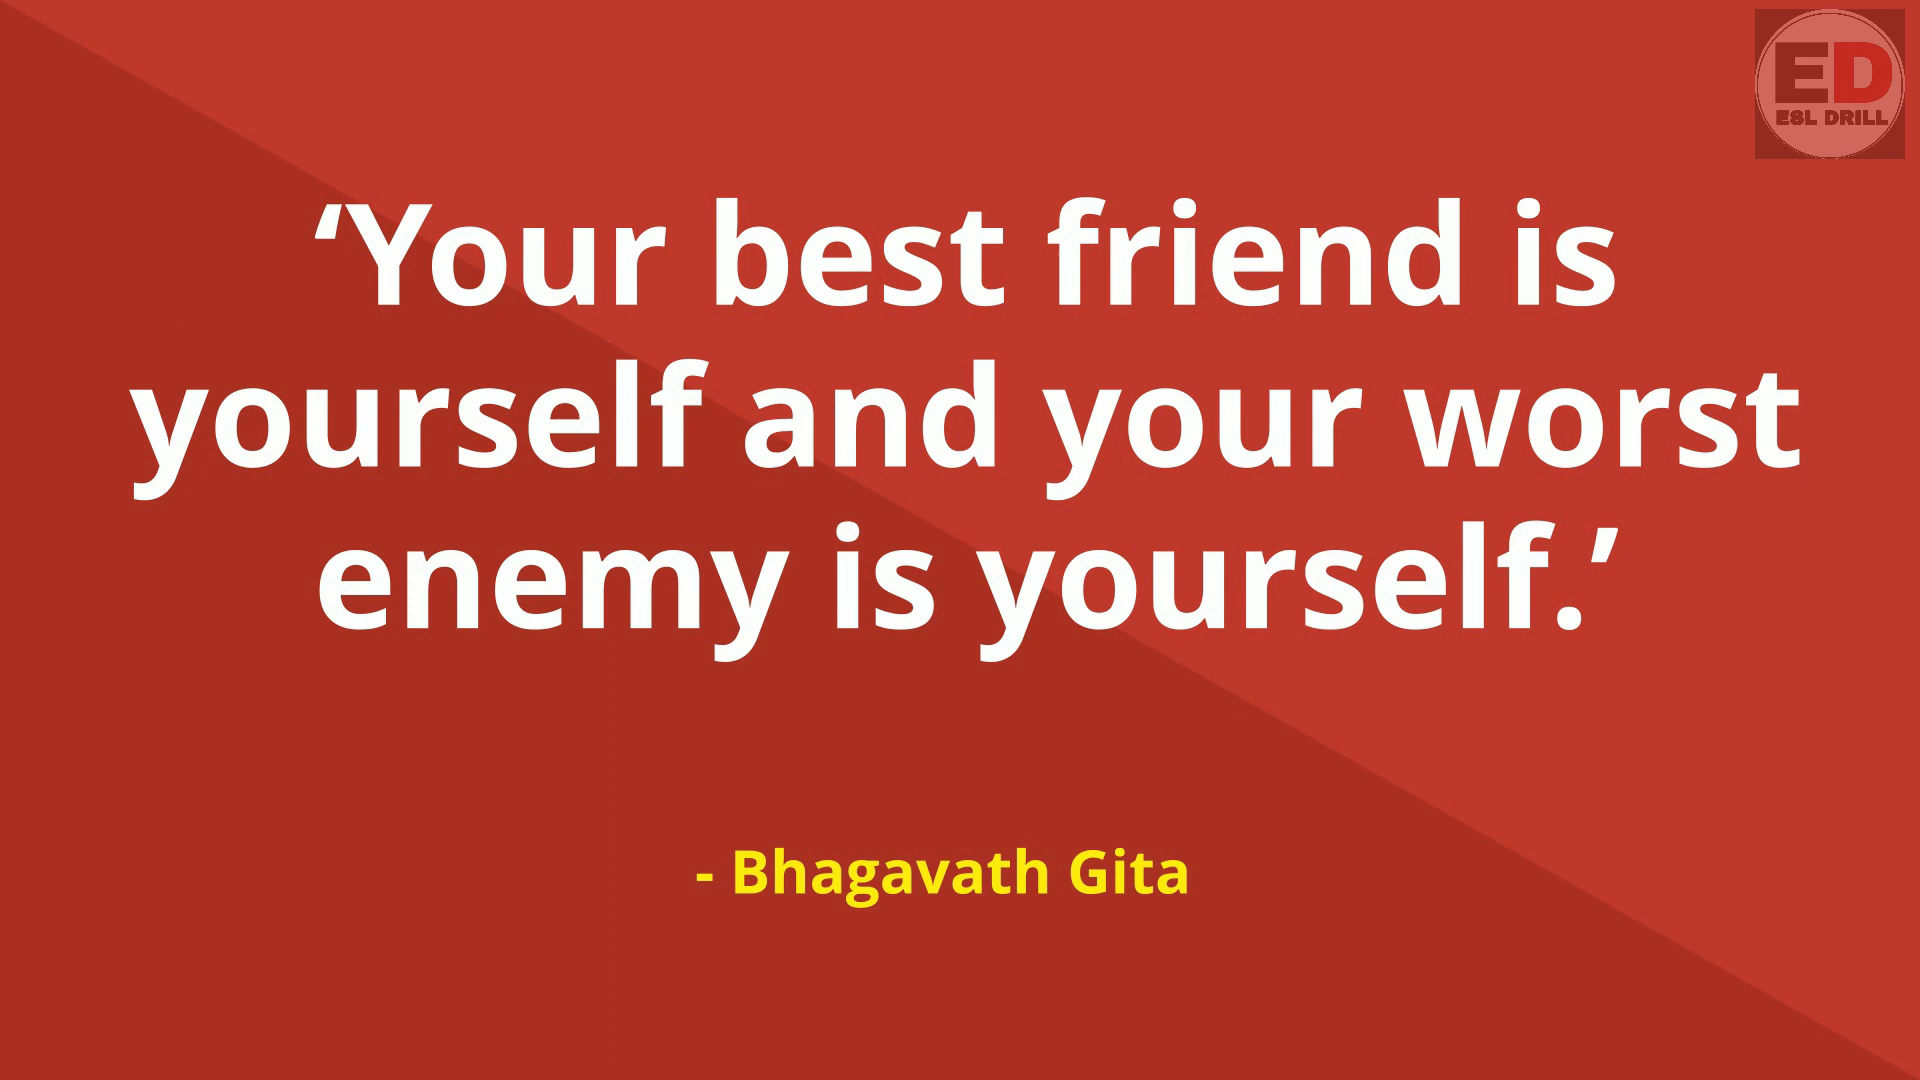 ED
ESL DRILL
‘Your best friend is
yourself and your worst
enemy is yourself.’
- Bhagavath Gita